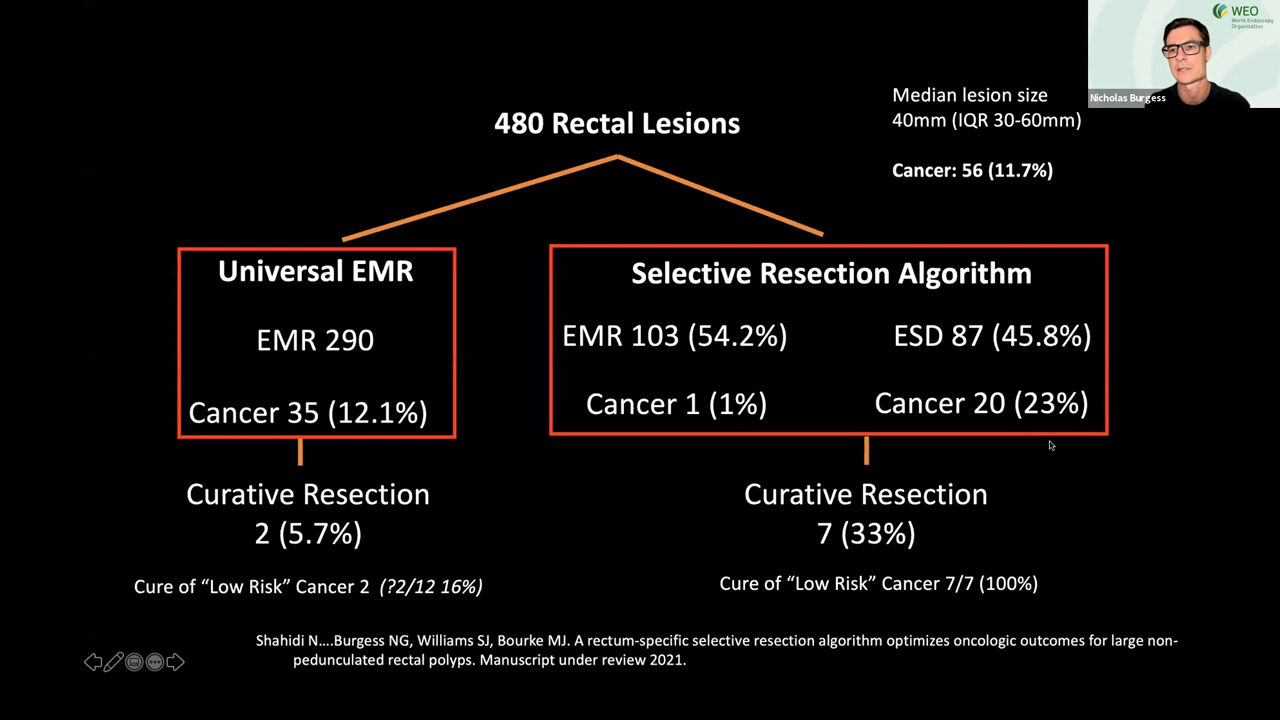 WEO
World Endoscopy
Organization
Nicholas Burgess
Median lesion size
40mm (IQR 30-60mm)
Cancer: 56 (11.7%)
480 Rectal Lesions
Universal EMR
EMR 290
Cancer 35 (12.1%)
Selective Resection Algorithm
EMR 103 (54.2%)
ESD 87 (45.8%)
Cancer 1 (1%)
Cancer 20 (23%)
Curative Resection
2 (5.7%)
Curative Resection
7 (33%)
Cure of “Low Risk” Cancer 2 (?2/12 16%)
Cure of “Low Risk” Cancer 7/7 (100%)
Shahidi N….Burgess NG, Williams SJ, Bourke MJ. A rectum-specific selective resection algorithm optimizes oncologic outcomes for large non-
pedunculated rectal polyps. Manuscript under review 2021.